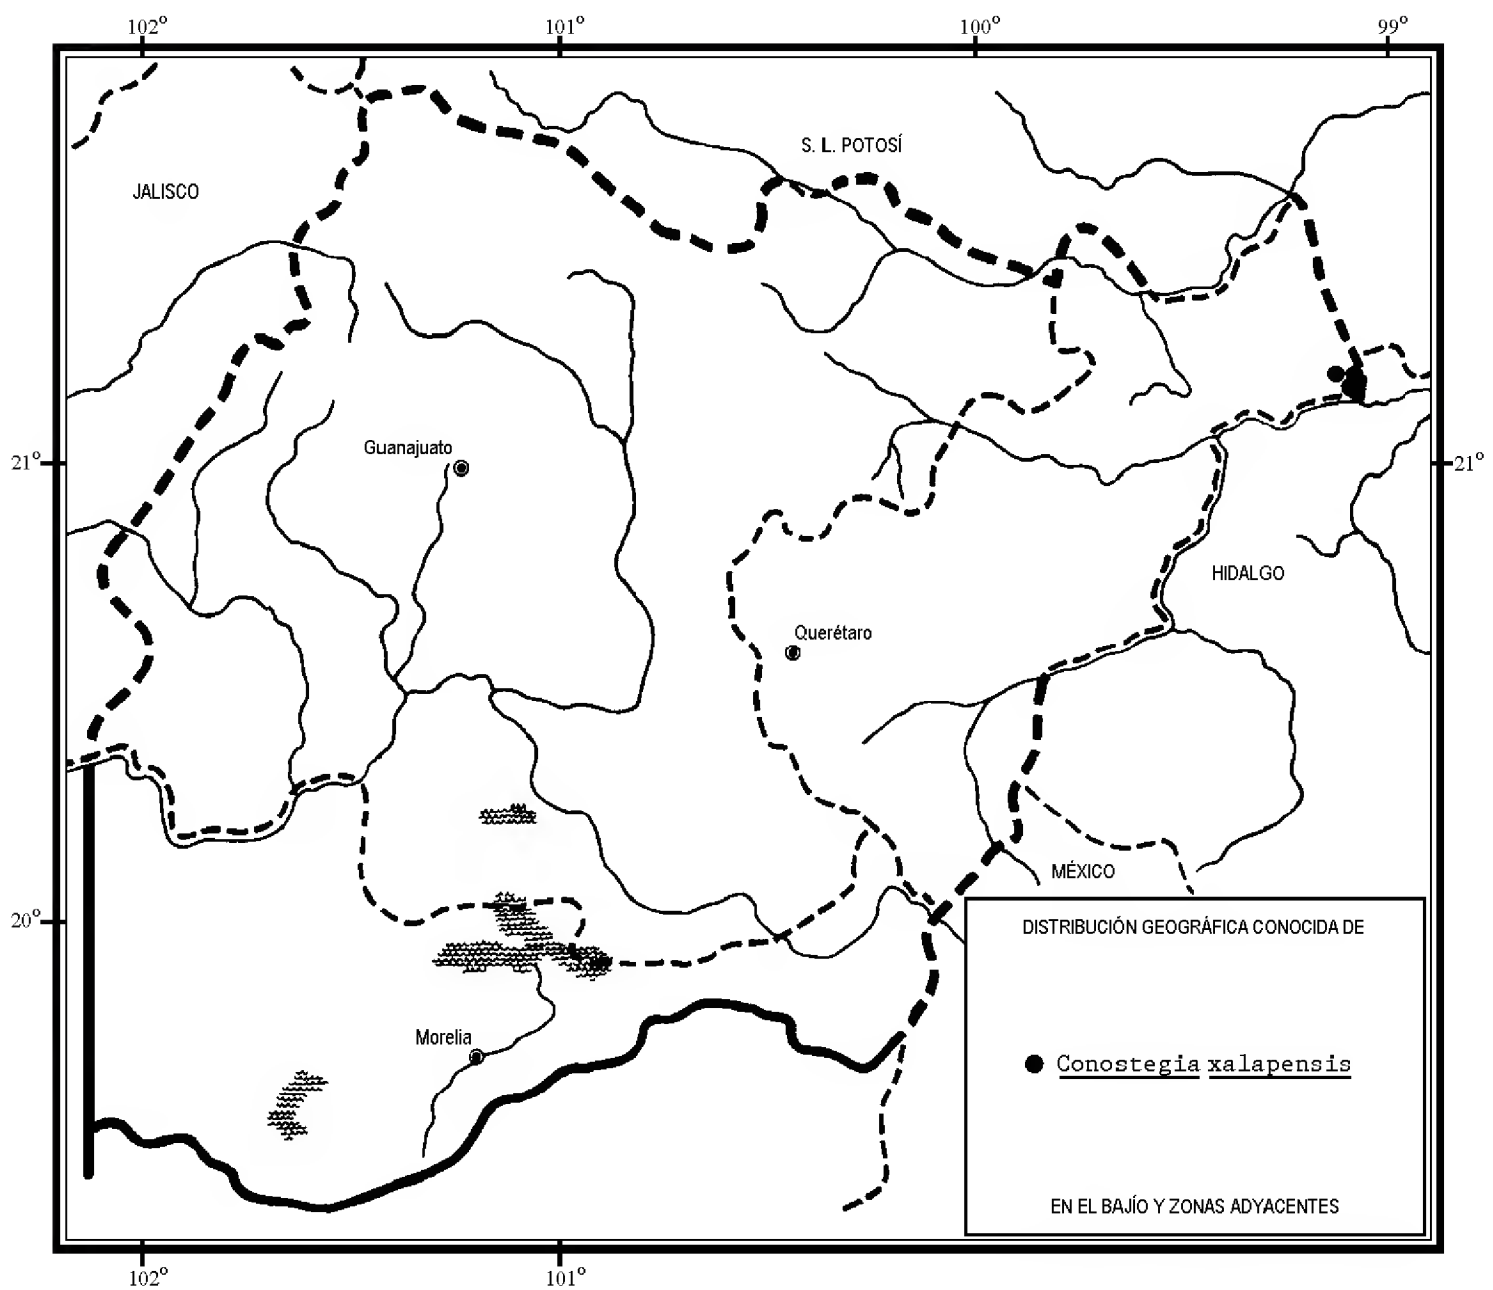 102° 101° 100° 99°
S. L. POTOSÍ
JALISCO
Guanajuato
21° 21°
HIDALGO
Querétaro
MÉXICO
20°
DISTRIBUCIÓN GEOGRÁFICA CONOCIDA DE
Morelia
Conostegia xalapensis
EN EL BAJÍO Y ZONAS ADYACENTES
102° 101°